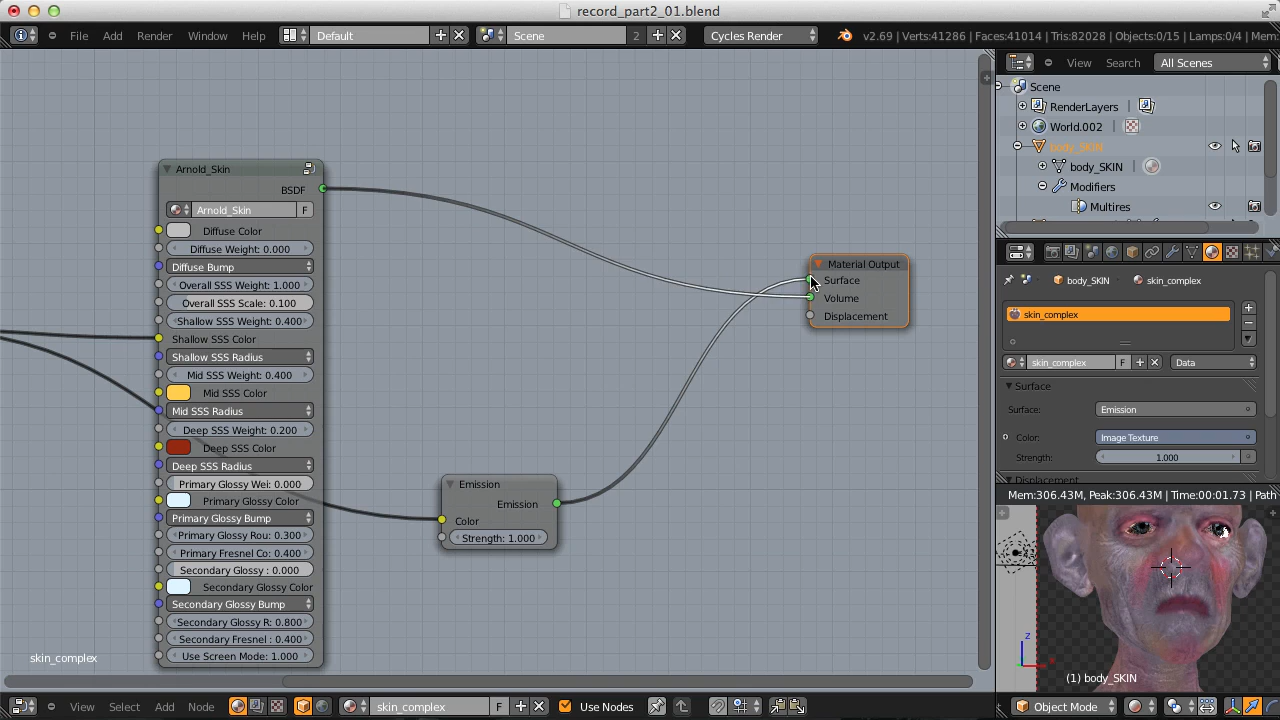 record_part2_01.blend
File Add Render Window Help Default Scene 2 Cycles Render v2.69 | Verts:41286 | Faces:41014 | Tris:82028 | Objects:0/15 | Lamps:0/4 | Mem:
View Search All Scenes
Scene
RenderLayers |
World.002 |
body_SKIN
body_SKIN |
Modifiers
Multires
Arnold_Skin
BSDF
Arnold_Skin F
Diffuse Color
Diffuse Weight: 0.000
Diffuse Bump
Overall SSS Weight: 1.000
Overall SSS Scale: 0.100
Shallow SSS Weight: 0.400
Shallow SSS Color
Shallow SSS Radius
Mid SSS Weight: 0.400
Mid SSS Color
Mid SSS Radius
Deep SSS Weight: 0.200
Deep SSS Color
Deep SSS Radius
Primary Glossy Wei: 0.000
Primary Glossy Color
Primary Glossy Bump
Primary Glossy Rou: 0.300
Primary Fresnel Co: 0.400
Secondary Glossy : 0.000
Secondary Glossy Color
Secondary Glossy Bump
Secondary Glossy R: 0.800
Secondary Fresnel : 0.400
Use Screen Mode: 1.000
Material Output
Surface
Volume
Displacement
Emission
Emission
Color
Strength: 1.000
skin_complex
body_SKIN skin_complex
skin_complex
skin_complex F Data
Surface
Surface: Emission
Color: Image Texture
Strength: 1.000
Displacement
Mem:306.43M, Peak:306.43M | Time:00:01.73 | Path
z
(1) body_SKIN
View Select Add Node skin_complex F Use Nodes
Object Mode